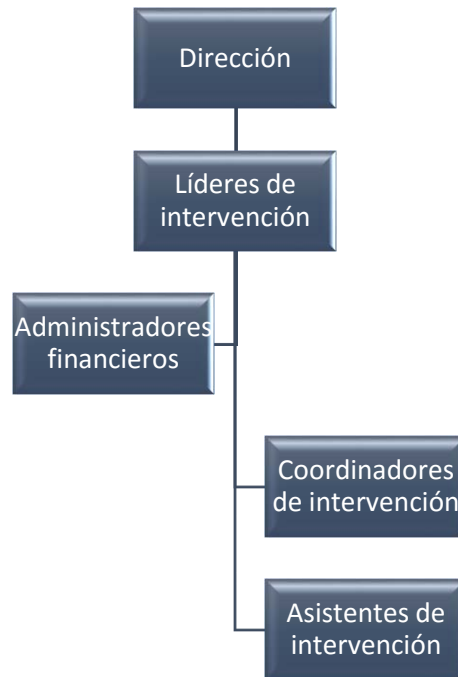 Dirección
Líderes de
intervención
Administradores
financieros
Coordinadores
de intervención
Asistentes de
intervención